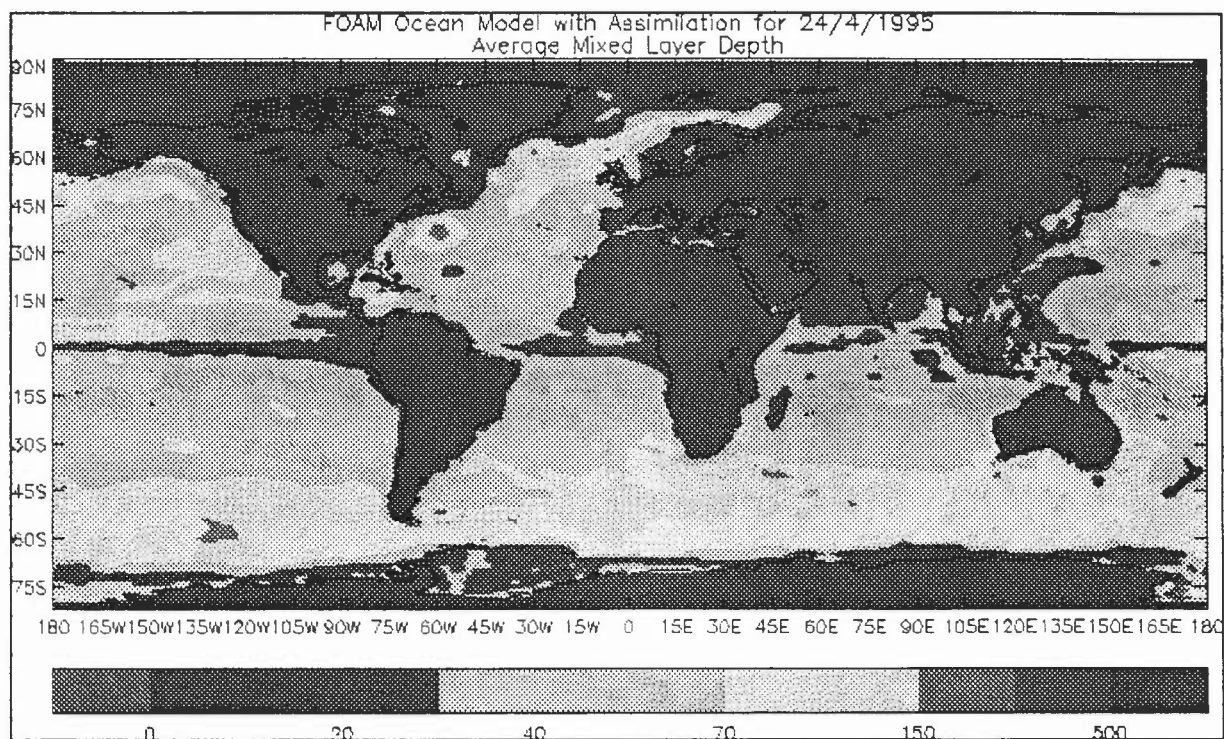 FOAM Ocean Model with Assimilation for 24/4/1995
Average Mixed Layer Depth
90N
75N
60N
45N
30N
15N
0
15S
30S
45S
60S
75S
180 165W 150W 135W 120W 105W 90W 75W 60W 45W 30W 15W 0 15E 30E 45E 60E 75E 90E 105E 120E 135E 150E 165E 180
0 20 40 70 150 500